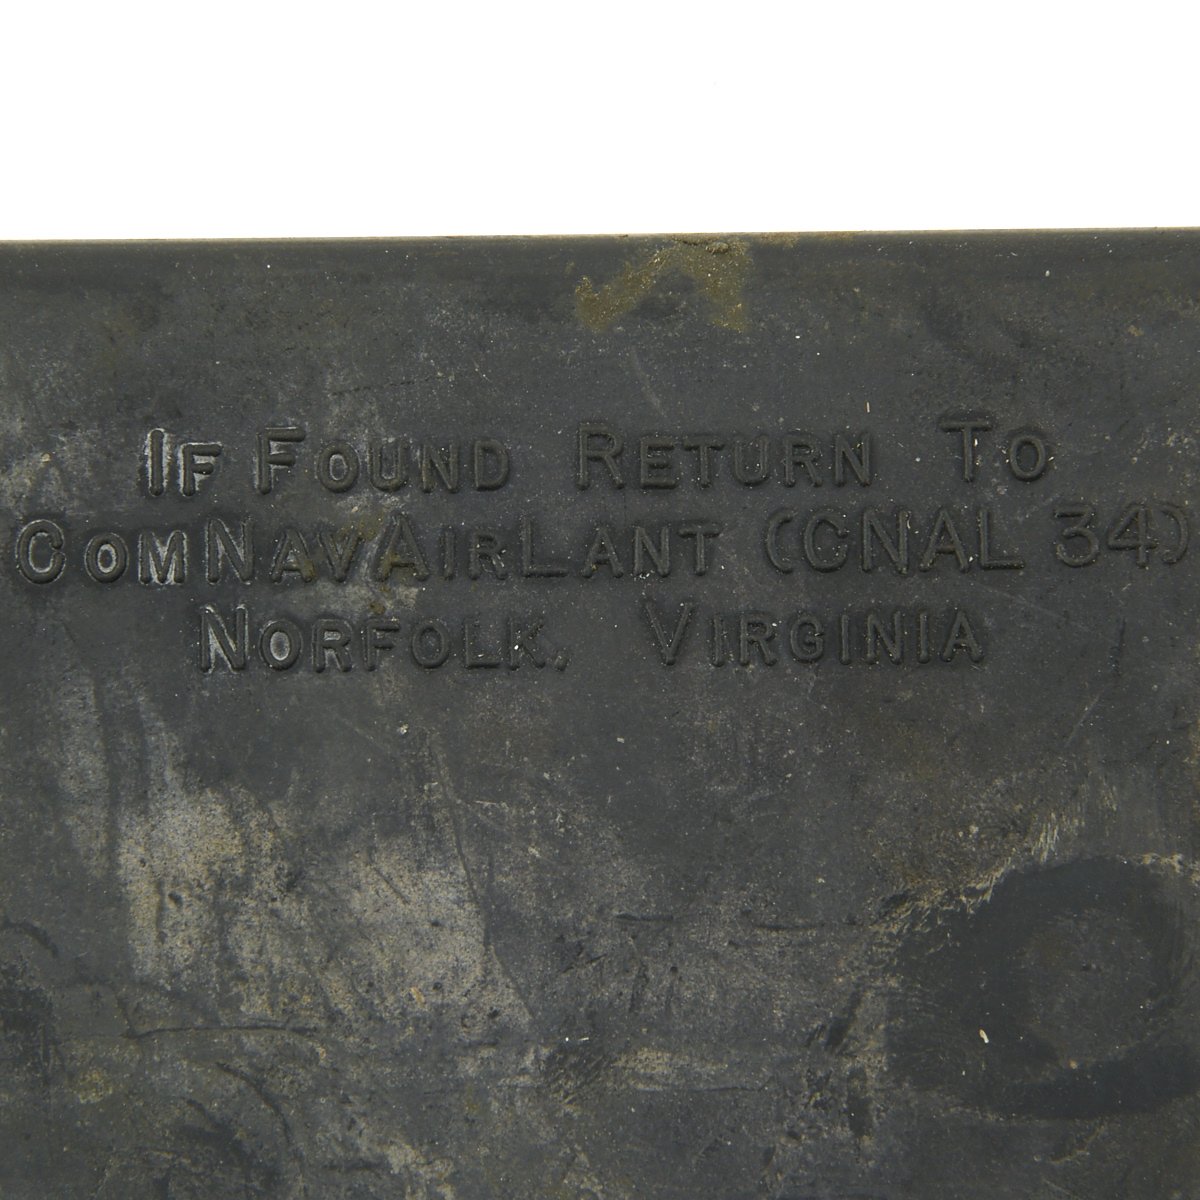 If Found Return To
ComNavAirLant (CNAL 34)
Norfolk, Virginia